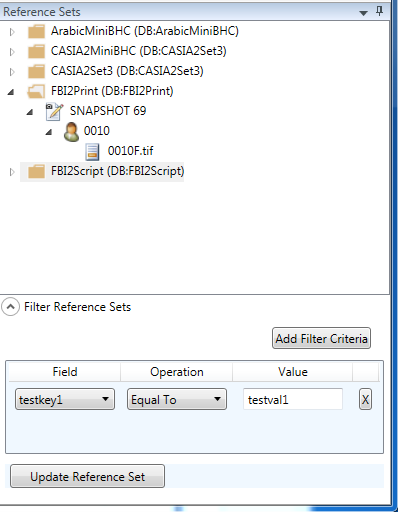 Reference Sets
ArabicMiniBHC (DB:ArabicMiniBHC)
CASIA2MiniBHC (DB:CASIA2Set3)
CASIA2Set3 (DB:CASIA2Set3)
FBI2Print (DB:FBI2Print)
SNAPSHOT 69
0010
0010F.tif
FBI2Script (DB:FBI2Script)
Filter Reference Sets
Add Filter Criteria
Field Operation Value
testkey1 Equal To testval1 X
Update Reference Set